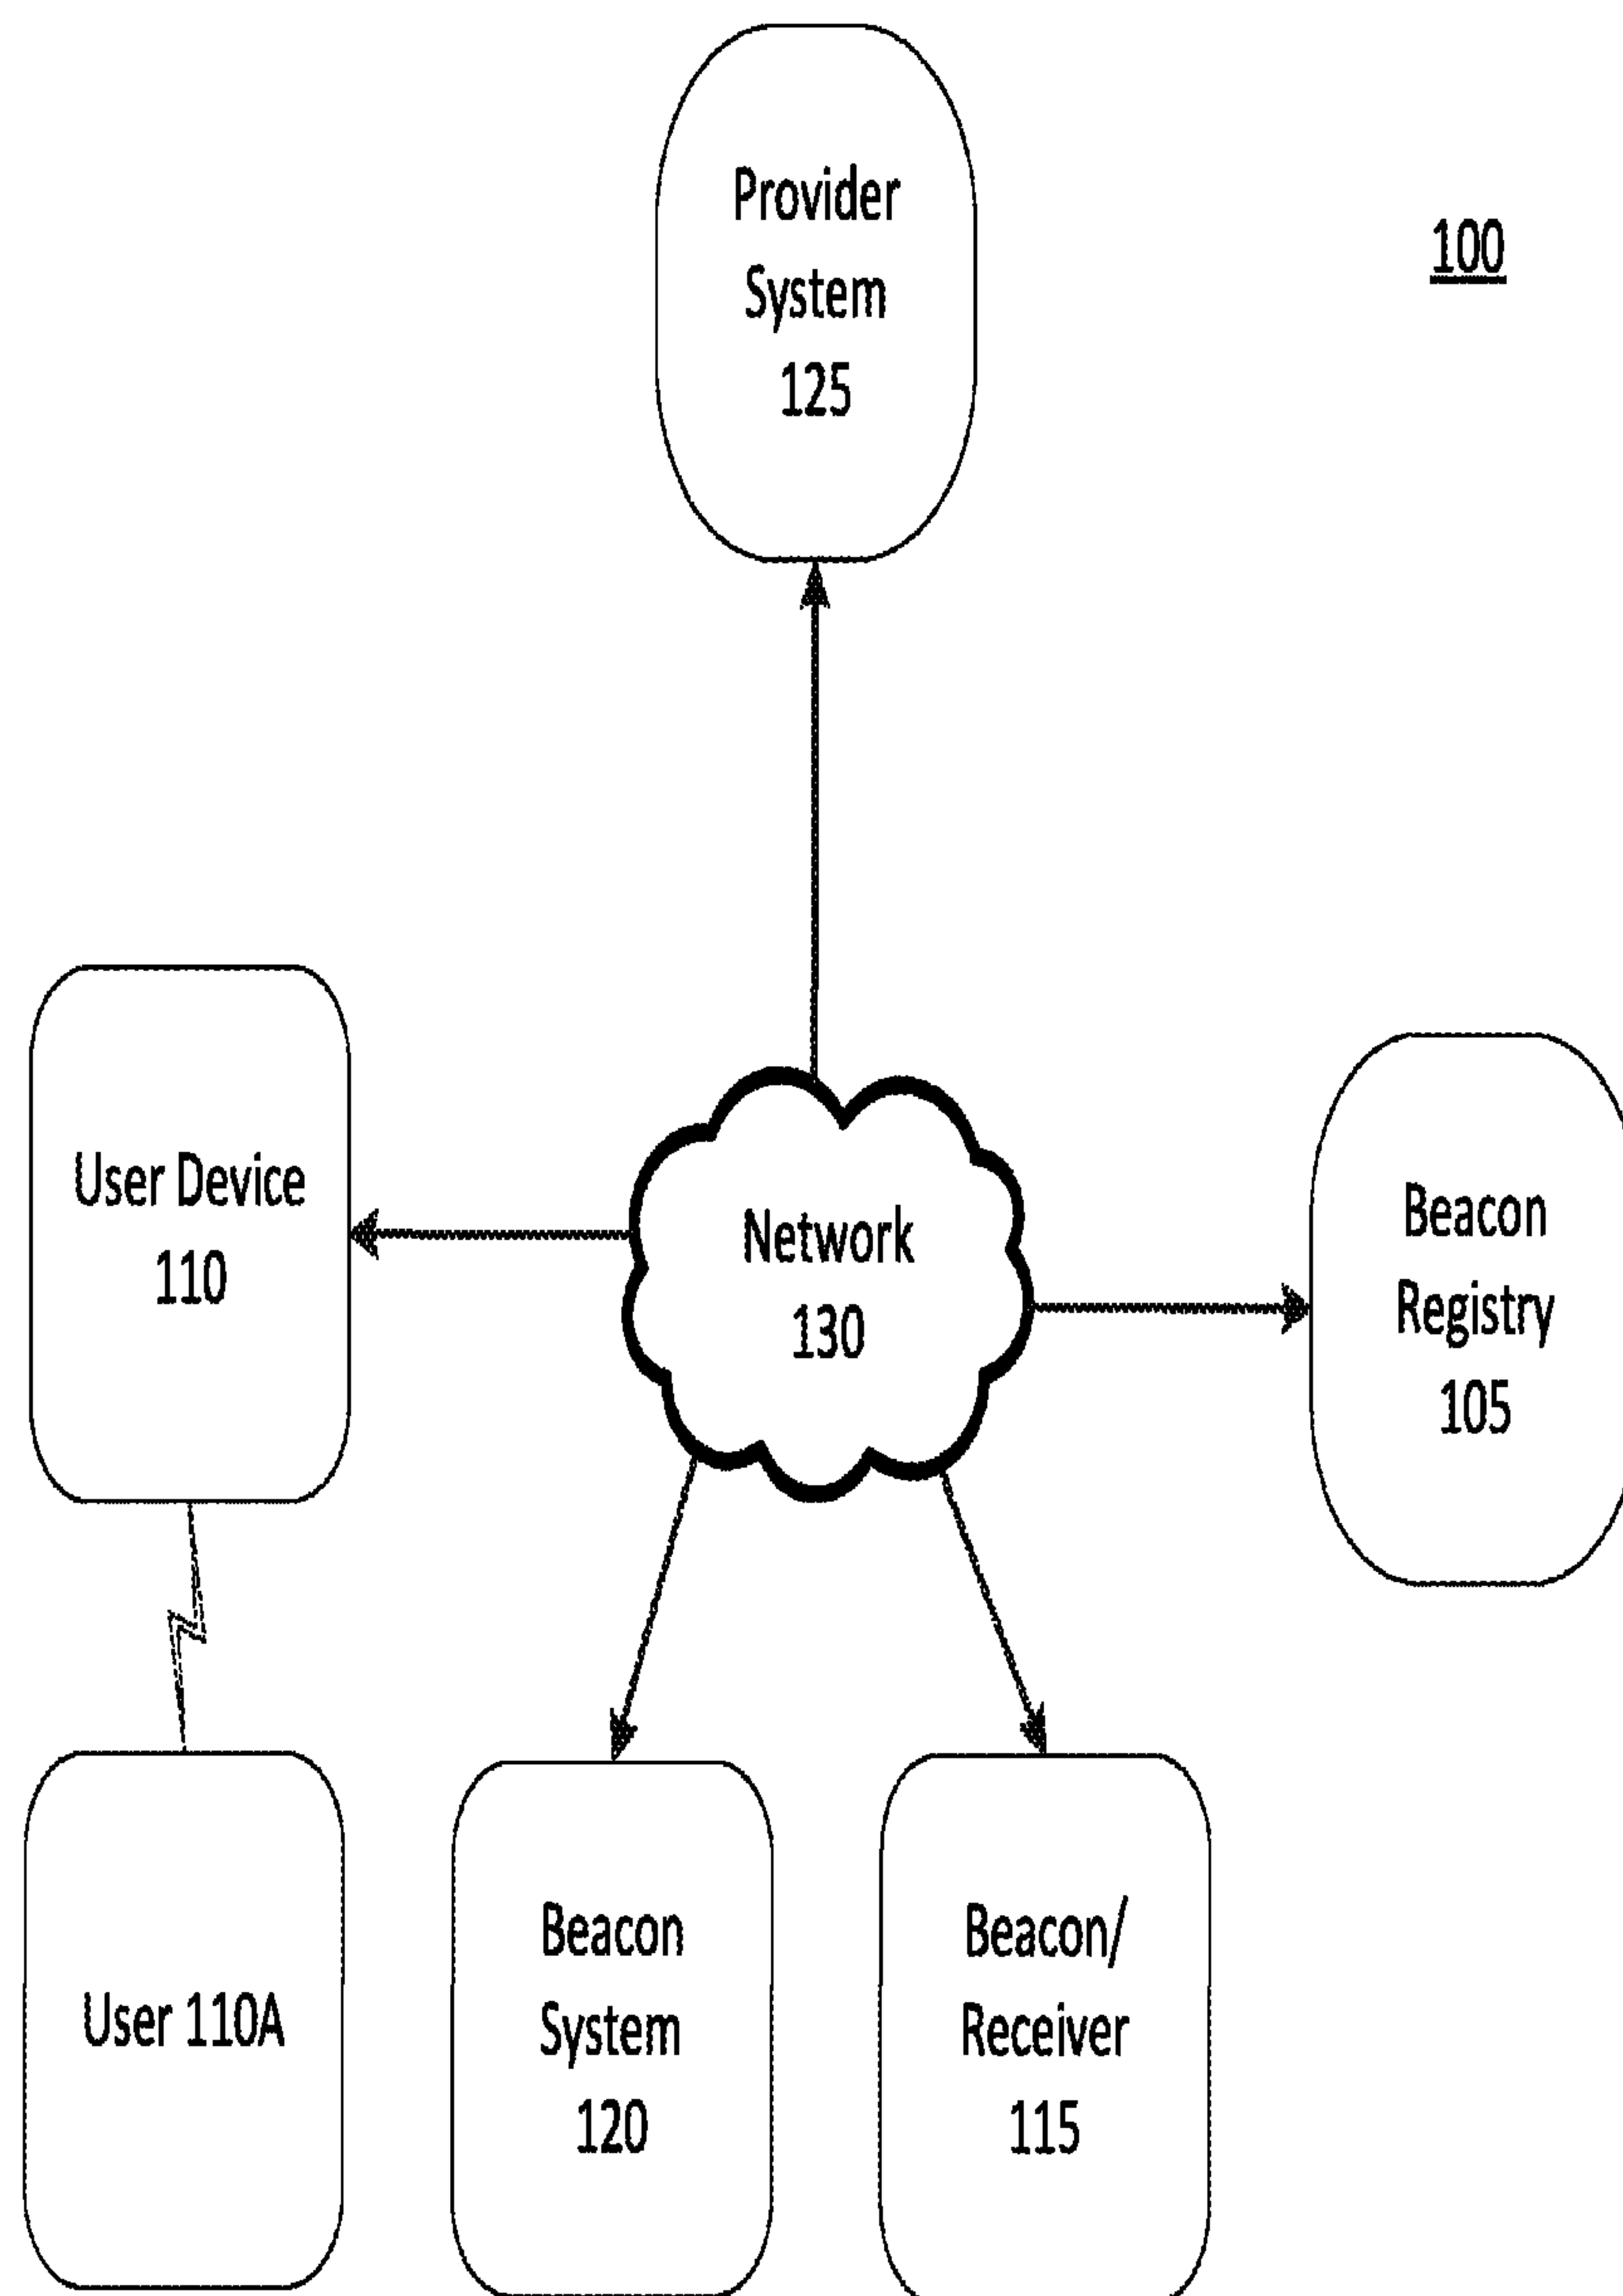 Provider
System
125
100
User Device
110
Network
130
Beacon
Registry
105
User 110A
Beacon
System
120
Beacon/
Receiver
115